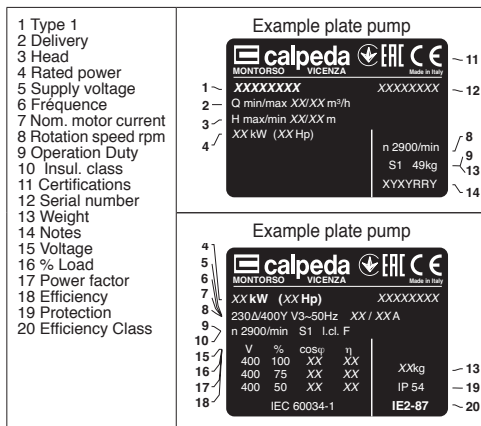 1 Type 1
2 Delivery
3 Head
4 Rated power
5 Supply voltage
6 Fréquence
7 Nom. motor current
8 Rotation speed rpm
9 Operation Duty
10 Insul. class
11 Certifications
12 Serial number
13 Weight
14 Notes
15 Voltage
16 % Load
17 Power factor
18 Efficiency
19 Protection
20 Efficiency Class
Example plate pump
calpeda EAC CE
MONTORSO VICENZA Made in Italy
11
1 XXXXXXXX XXXXXXXX 12
2 Q min/max XX/XX m³/h
3 H max/min XX/XX m
4 XX kW (XX Hp)
n 2900/min 8
S1 49kg 9
13
XYXYRRY 14
Example plate pump
calpeda EAC CE
MONTORSO VICENZA Made in Italy
4
5
6
7
8
9
10
XX kW (XX Hp) XXXXXXXX
230Δ/400Y V3~50Hz XX / XX A
n 2900/min S1 I.cl. F
15
16
17
18
V % cosφ η
400 100 XX XX
400 75 XX XX
400 50 XX XX
XXkg 13
IP 54 19
IEC 60034-1 IE2-87 20